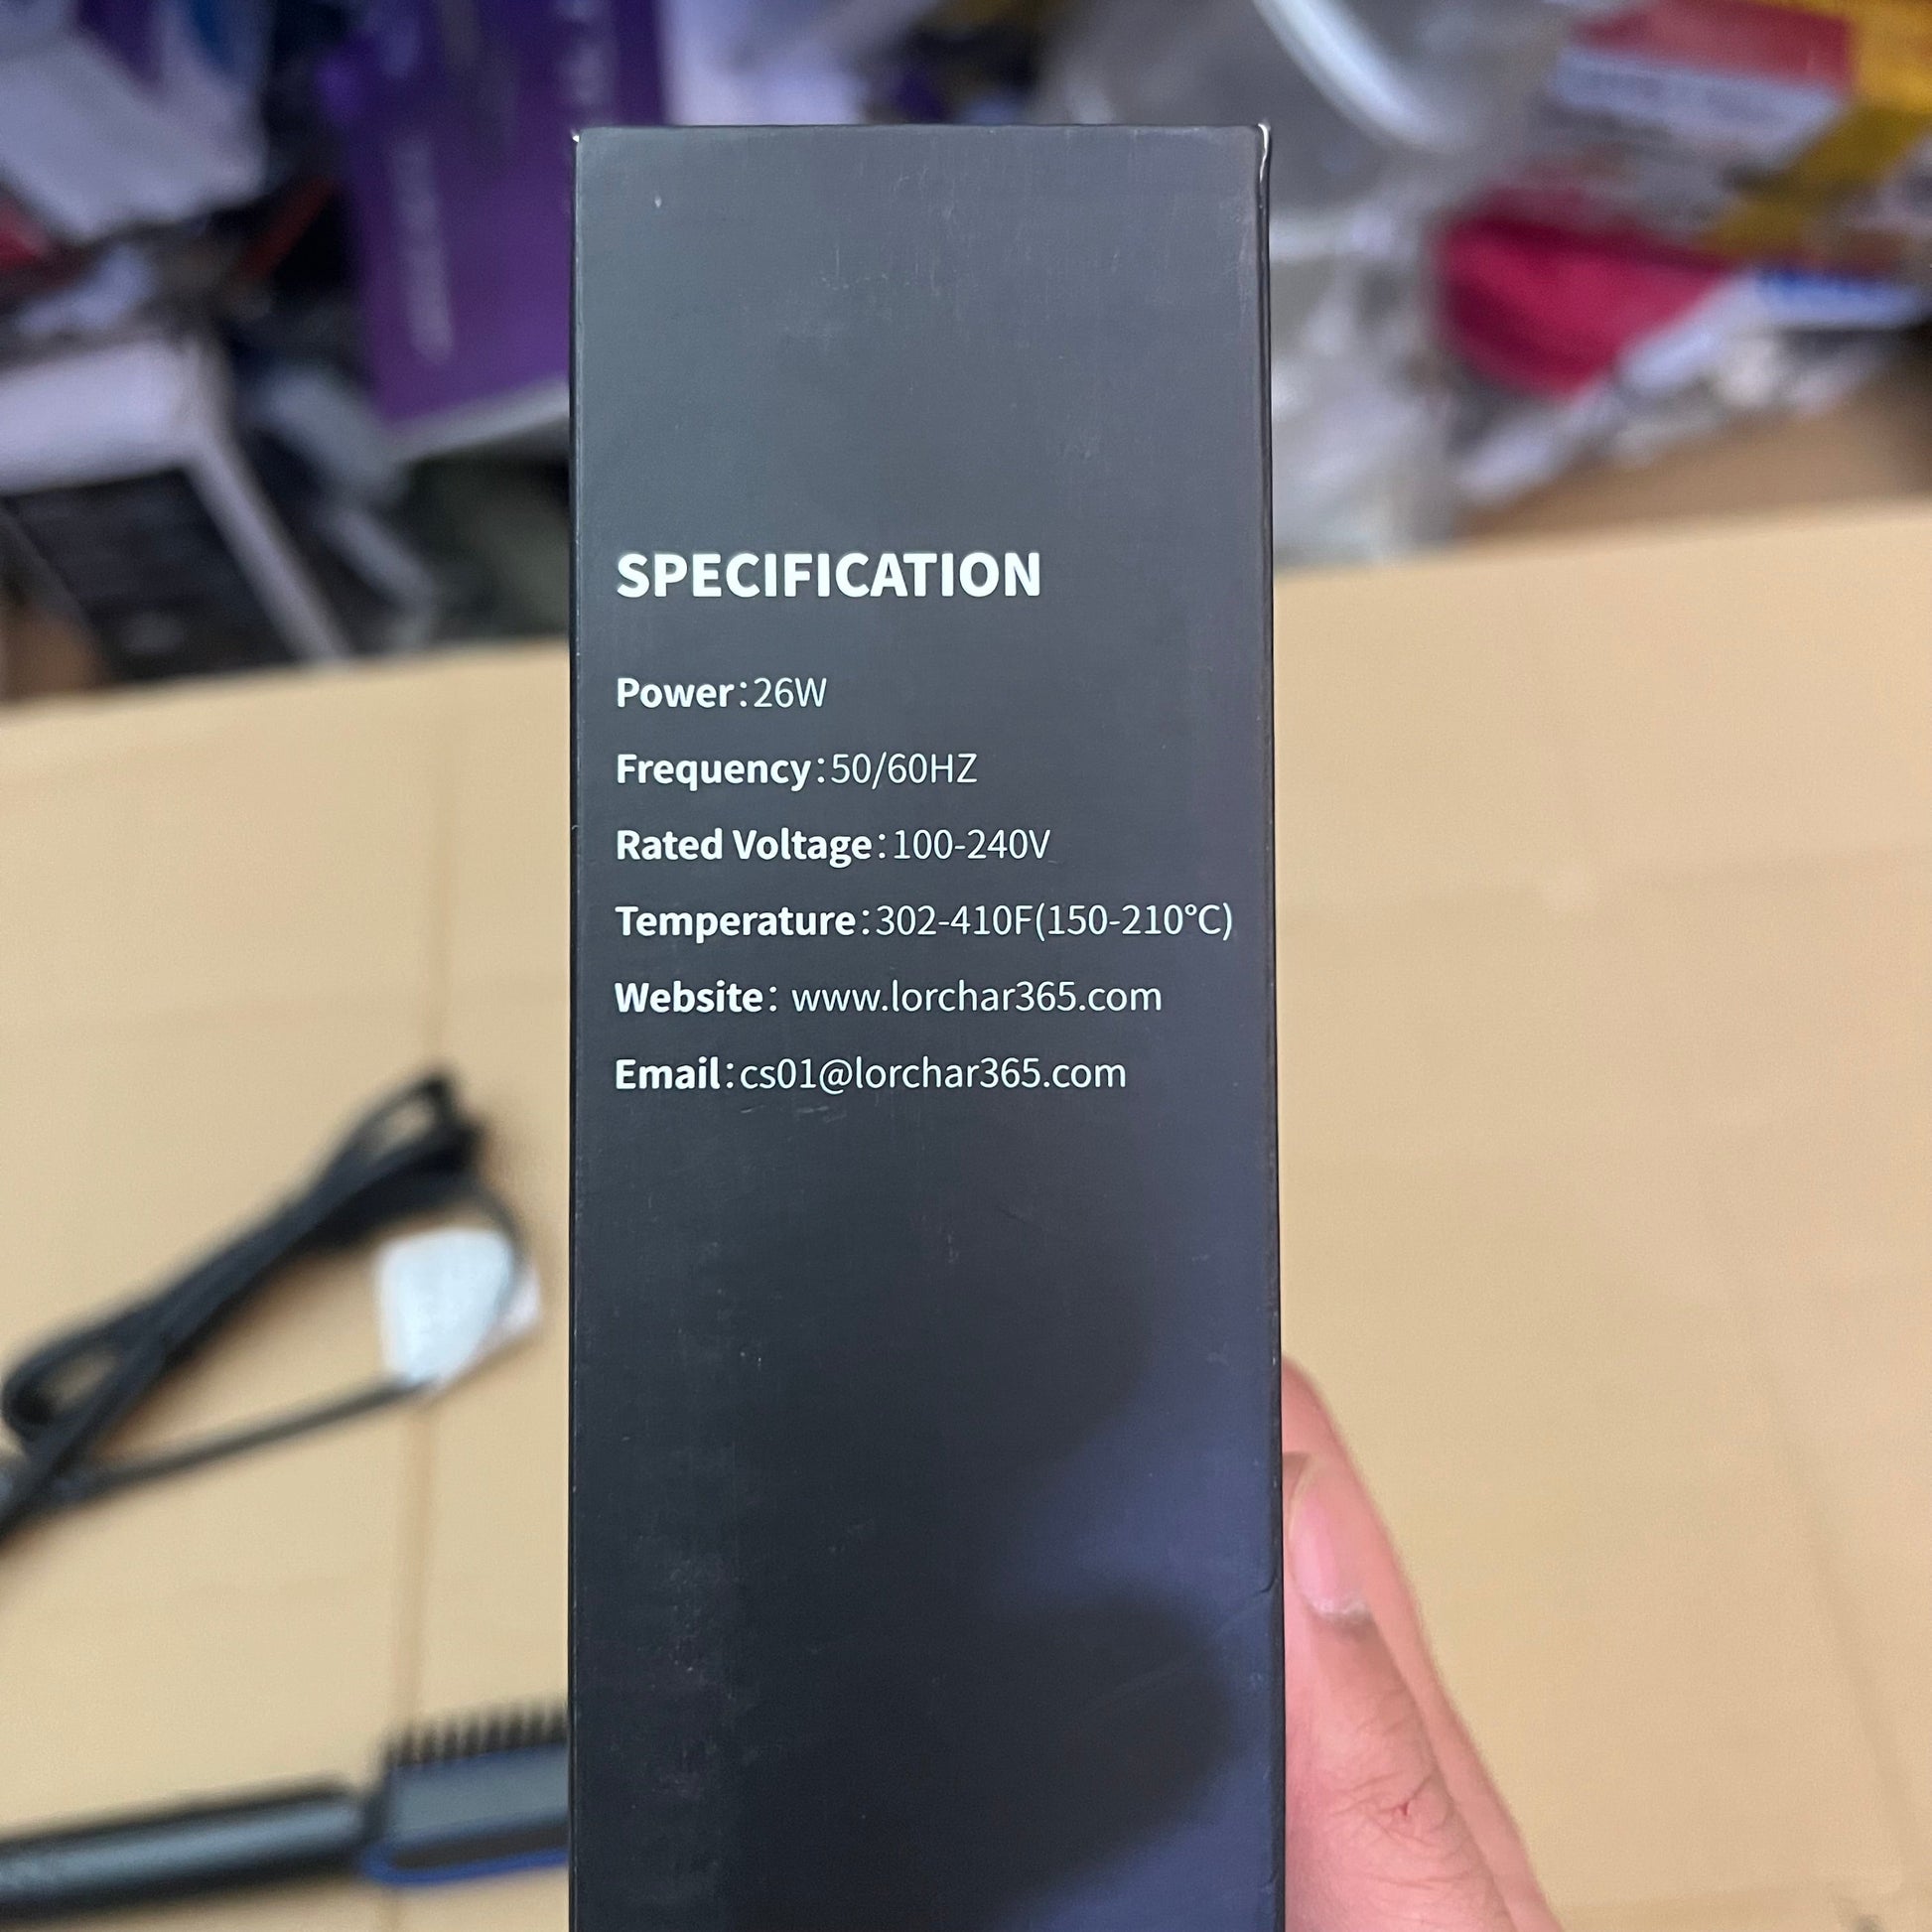 SPECIFICATION
Power:26W
Frequency:50/60HZ
Rated Voltage:100-240V
Temperature:302-410F(150-210°C)
Website: www.lorchar365.com
Email:cs01@lorchar365.com